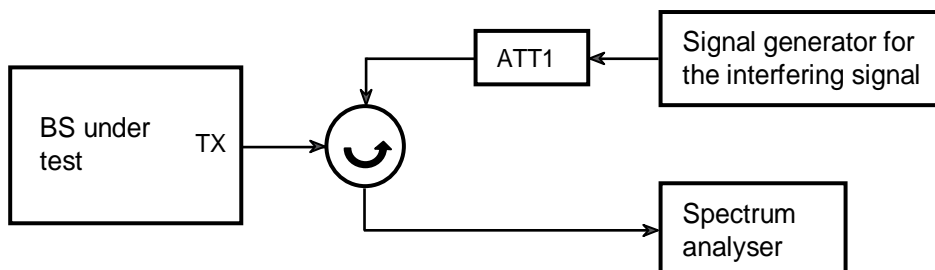 BS under
test
TX
ATT1
Signal generator for
the interfering signal
Spectrum
analyser